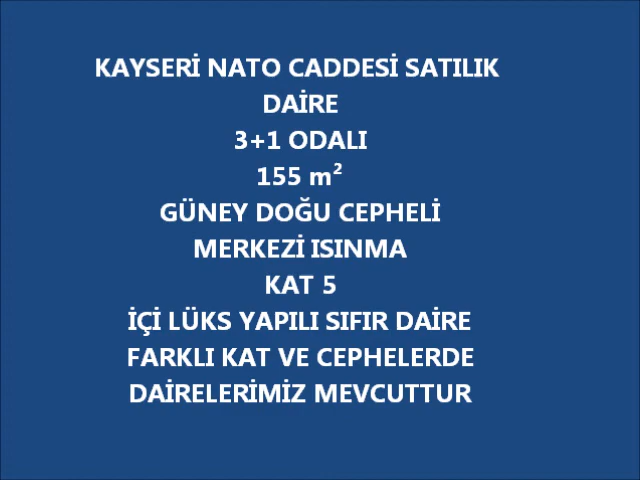 KAYSERİ NATO CADDESİ SATILIK
DAİRE
3+1 ODALI
155 m²
GÜNEY DOĞU CEPHELİ
MERKEZİ ISINMA
KAT 5
İÇİ LÜKS YAPILI SIFIR DAİRE
FARKLI KAT VE CEPHELERDE
DAİRELERİMİZ MEVCUTTUR